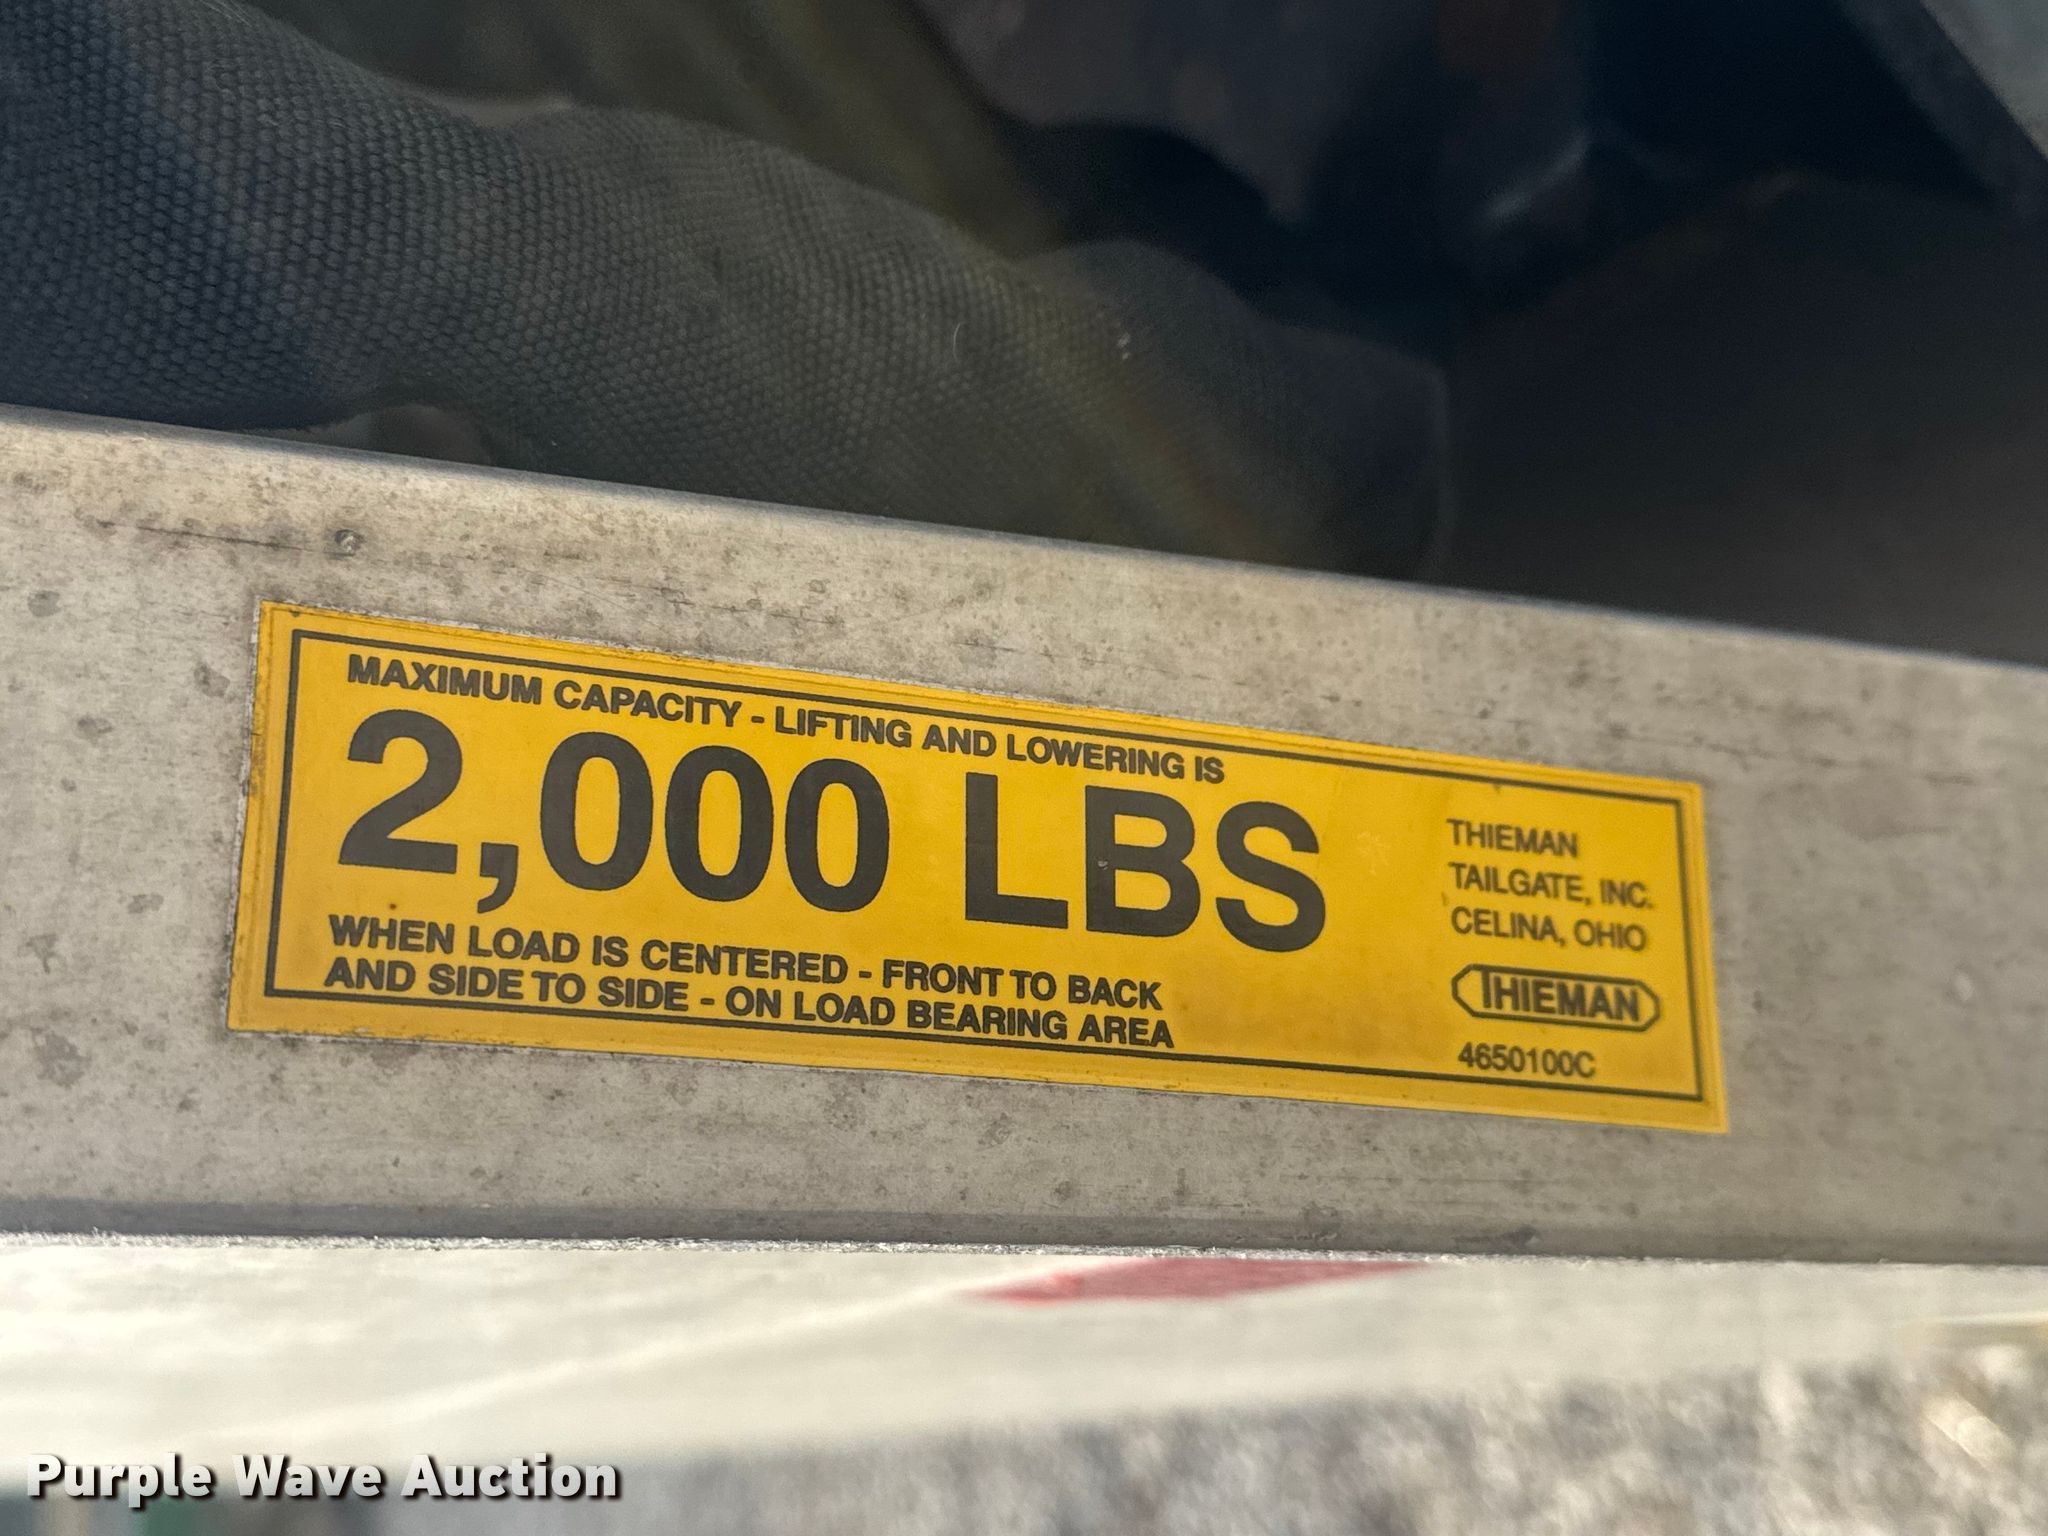 MAXIMUM CAPACITY - LIFTING AND LOWERING IS
2,000 LBS
WHEN LOAD IS CENTERED - FRONT TO BACK
AND SIDE TO SIDE - ON LOAD BEARING AREA
THIEMAN
TAILGATE, INC.
CELINA, OHIO
THIEMAN
4650100C
Purple Wave Auction